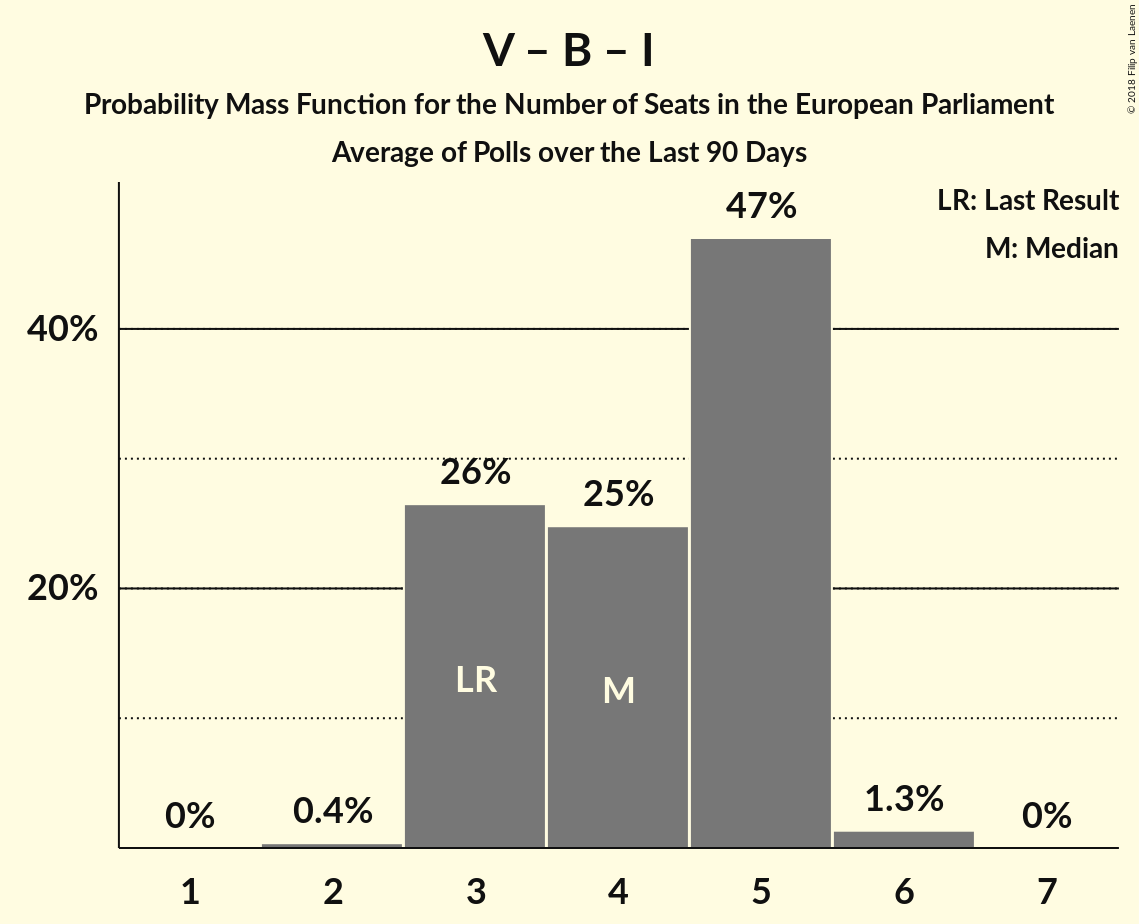 V – B – I
Probability Mass Function for the Number of Seats in the European Parliament
Average of Polls over the Last 90 Days
© 2018 Filip van Laenen
LR: Last Result
M: Median
47%
40%
26%
25%
20%
LR
M
0%
0.4%
1.3%
0%
1
2
3
4
5
6
7